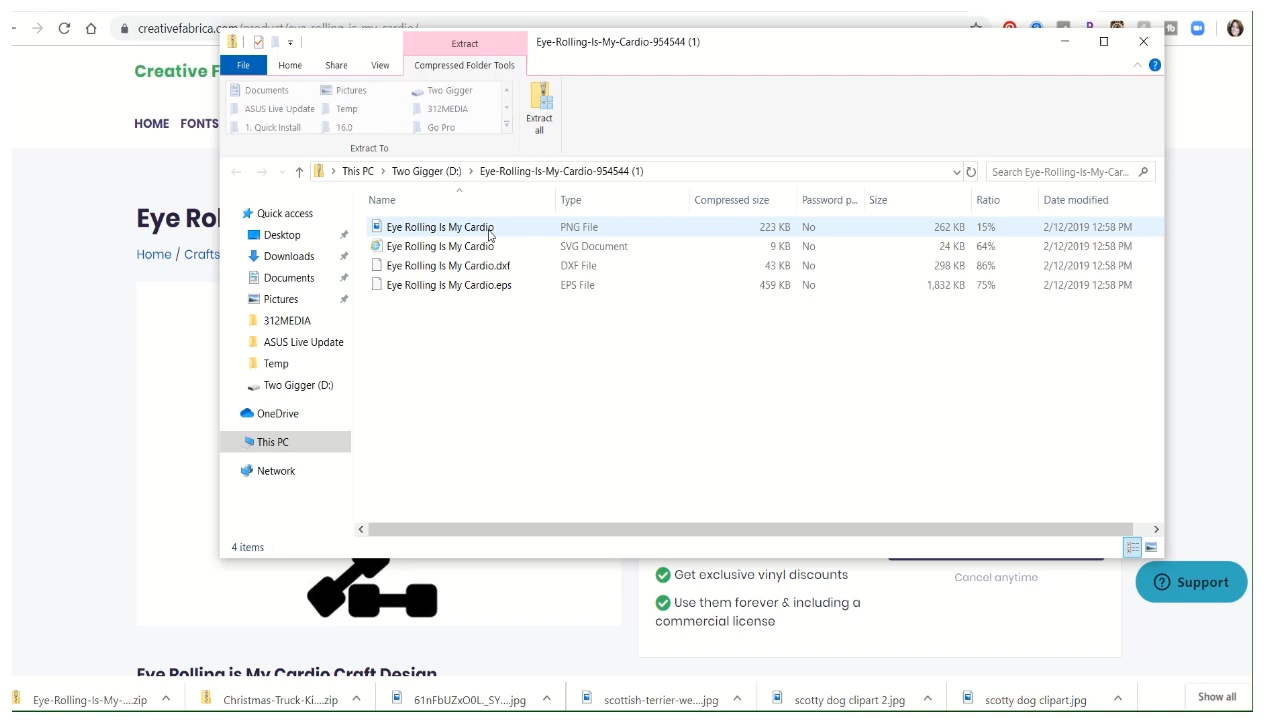 creativefabrica.com/product/eye-rolling-is-my-cardio/
Extract
Eye-Rolling-Is-My-Cardio-954544 (1)
Creative F
File Home Share View Compressed Folder Tools
Documents Pictures Two Gigger
ASUS Live Update Temp 312MEDIA
1. Quick Install 16.0 Go Pro
Extract all
Extract To
HOME FONTS
This PC > Two Gigger (D:) > Eye-Rolling-Is-My-Cardio-954544 (1)
Search Eye-Rolling-Is-My-Car...
Name Type Compressed size Password p... Size Ratio Date modified
Eye Rolling Is My Cardio PNG File 223 KB No 262 KB 15% 2/12/2019 12:58 PM
Eye Rolling Is My Cardio SVG Document 9 KB No 24 KB 64% 2/12/2019 12:58 PM
Eye Rolling Is My Cardio.dxf DXF File 43 KB No 298 KB 86% 2/12/2019 12:58 PM
Eye Rolling Is My Cardio.eps EPS File 459 KB No 1,832 KB 75% 2/12/2019 12:58 PM
Quick access
Desktop
Downloads
Documents
Pictures
312MEDIA
ASUS Live Update
Temp
Two Gigger (D:)
OneDrive
This PC
Network
4 items
Eye Rol
Home / Crafts
Get exclusive vinyl discounts
Use them forever & including a
commercial license
Cancel anytime
Support
Eye Rolling is My Cardio Craft Design
Eye-Rolling-Is-My-....zip Christmas-Truck-Ki....zip 61nFbUZxO0L._SY....jpg scottish-terrier-we....jpg scotty dog clipart 2.jpg scotty dog clipart.jpg Show all